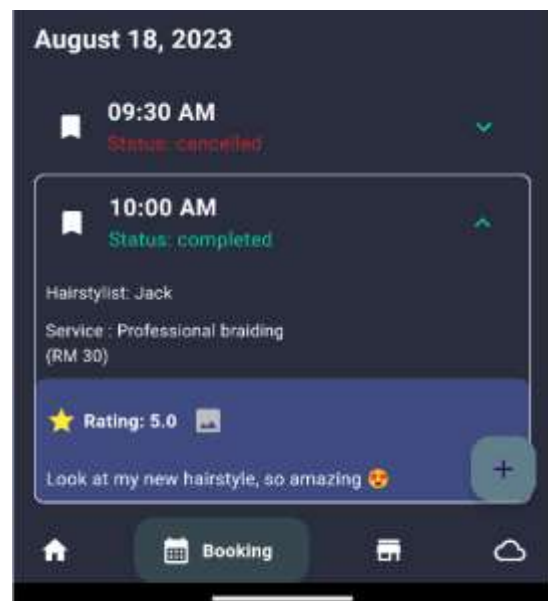 August 18, 2023
09:30 AM
Status: cancelled
10:00 AM
Status: completed
Hairstylist: Jack
Service : Professional braiding
(RM 30)
Rating: 5.0
Look at my new hairstyle, so amazing 😍
+
Booking